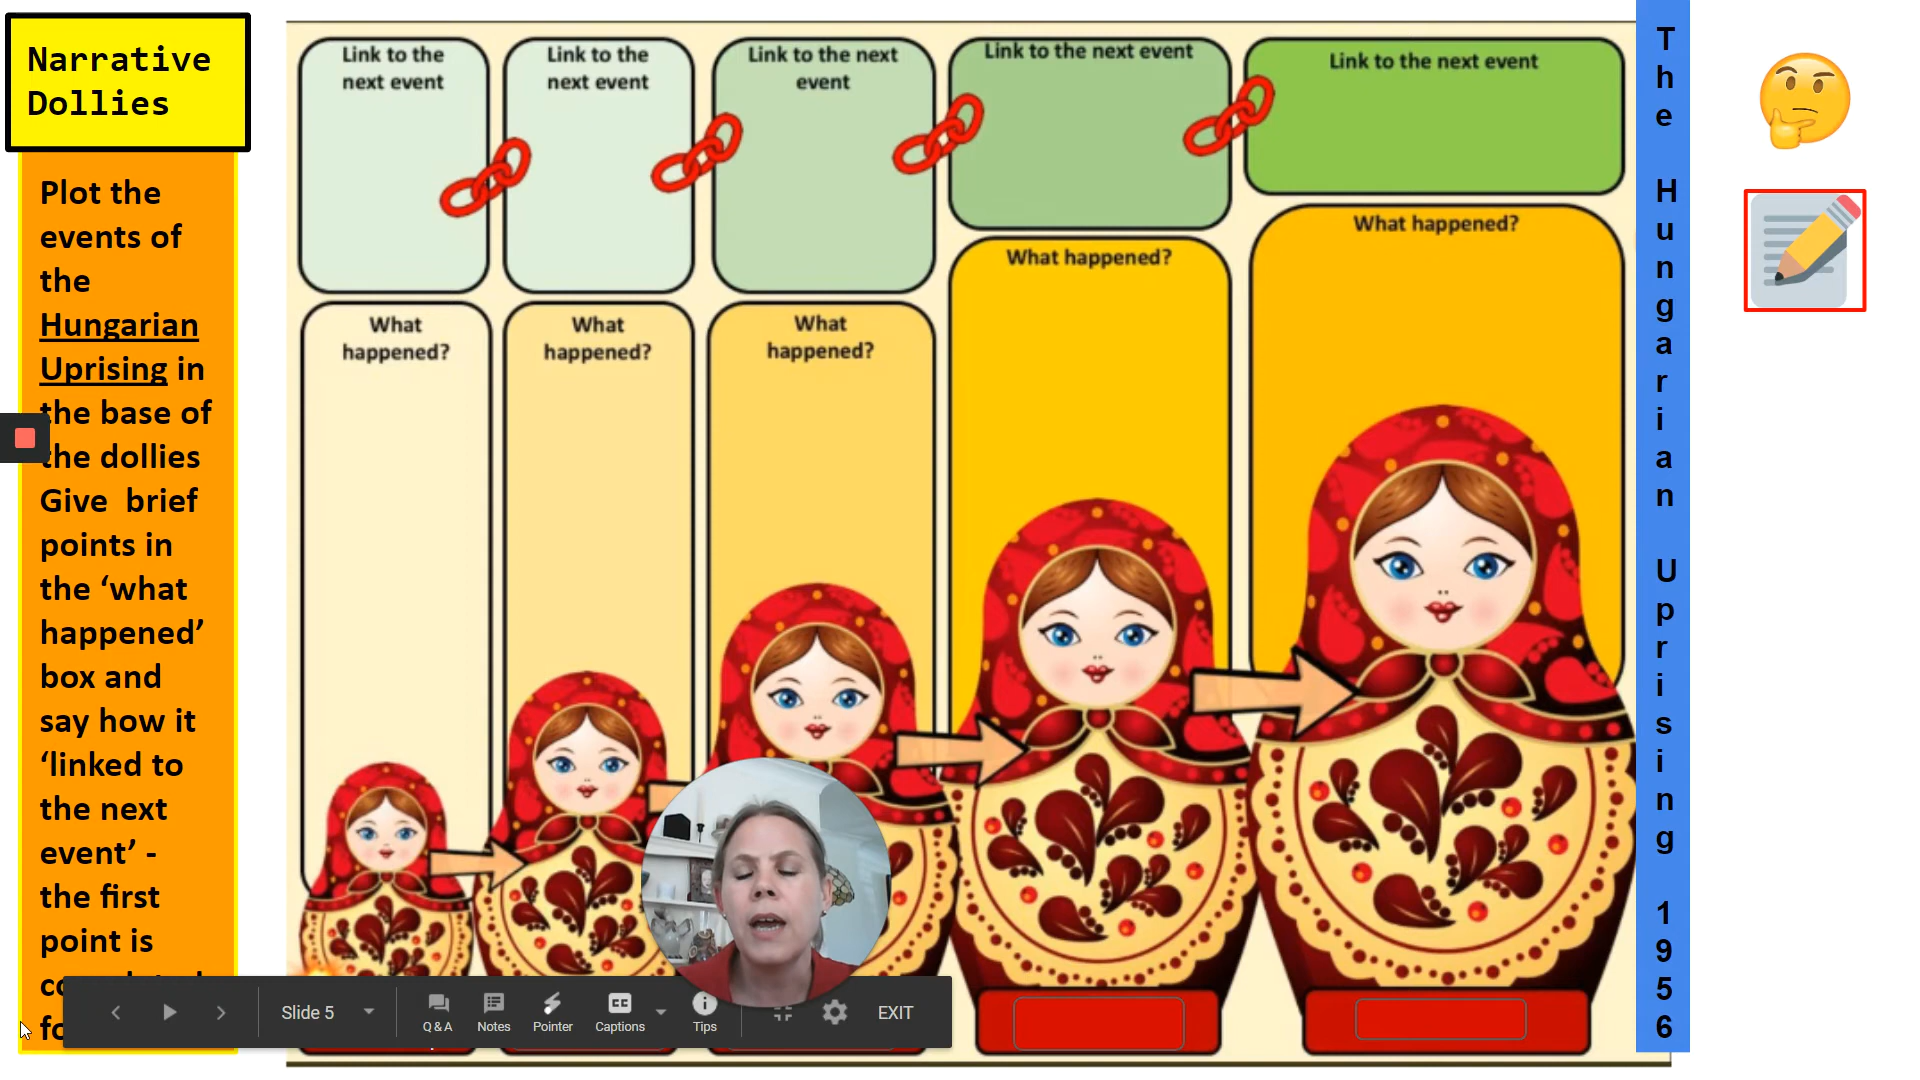 Narrative
Dollies
Plot the
events of
the
Hungarian
Uprising in
the base of
the dollies
Give brief
points in
the ‘what
happened’
box and
say how it
‘linked to
the next
event’ -
the first
point is
Link to the
next event
Link to the
next event
Link to the next
event
Link to the next event
Link to the next event
What
happened?
What
happened?
What
happened?
What happened?
What happened?
The Hungarian Uprising 1956
Slide 5
Q & A
Notes
Pointer
CC
Captions
Tips
EXIT